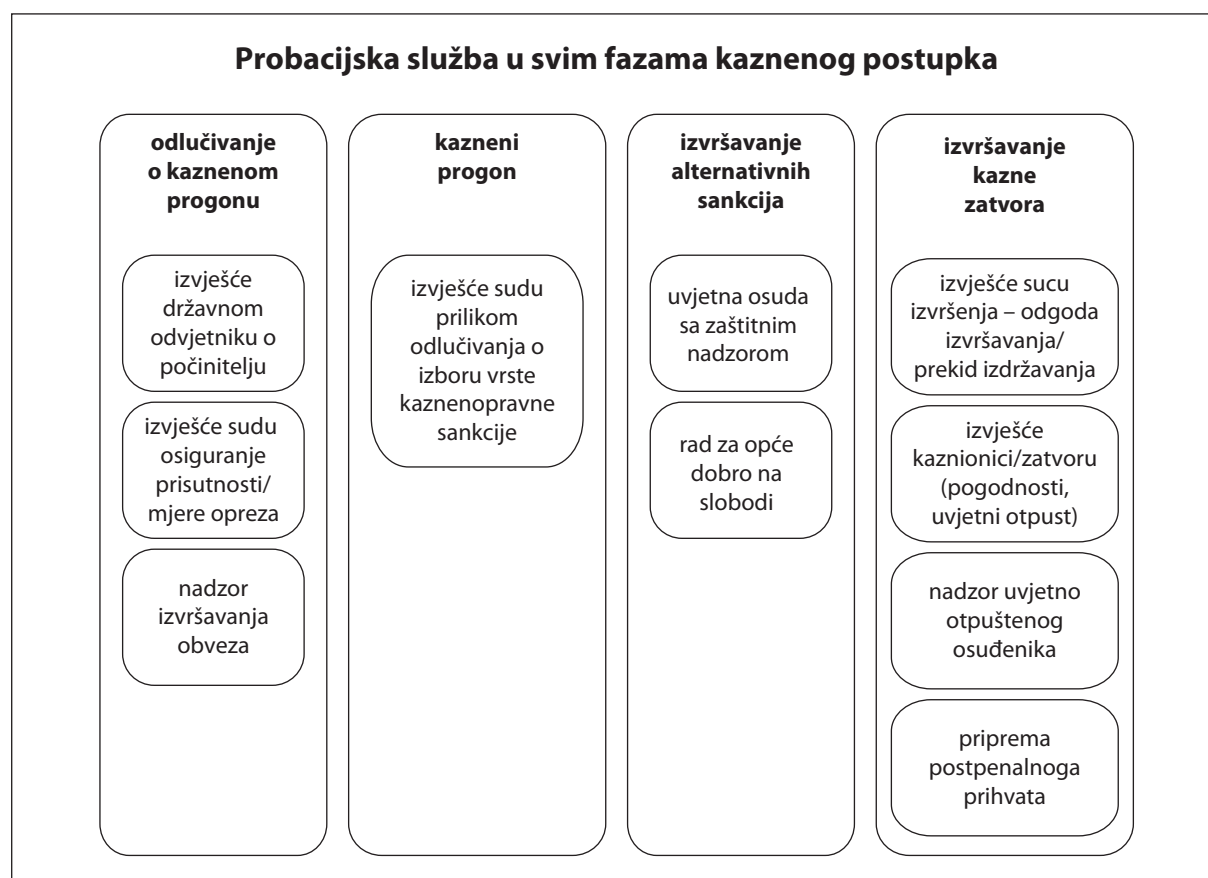 Probacijska služba u svim fazama kaznenog postupka
odlučivanje
o kaznenom
progonu
izvješće
državnom
odvjetniku o
počinitelju
izvješće sudu
osiguranje
prisutnosti/
mjere opreza
nadzor
izvršavanja
obveza
kazneni
progon
izvješće sudu
prilikom
odlučivanja o
izboru vrste
kaznenopravne
sankcije
izvršavanje
alternativnih
sankcija
uvjetna osuda
sa zaštitnim
nadzorom
rad za opće
dobro na
slobodi
izvršavanje
kazne
zatvora
izvješće sucu
izvršenja – odgoda
izvršavanja/
prekid izdržavanja
izvješće
kaznionici/zatvoru
(pogodnosti,
uvjetni otpust)
nadzor uvjetno
otpuštenog
osuđenika
priprema
postpenalnoga
prihvata